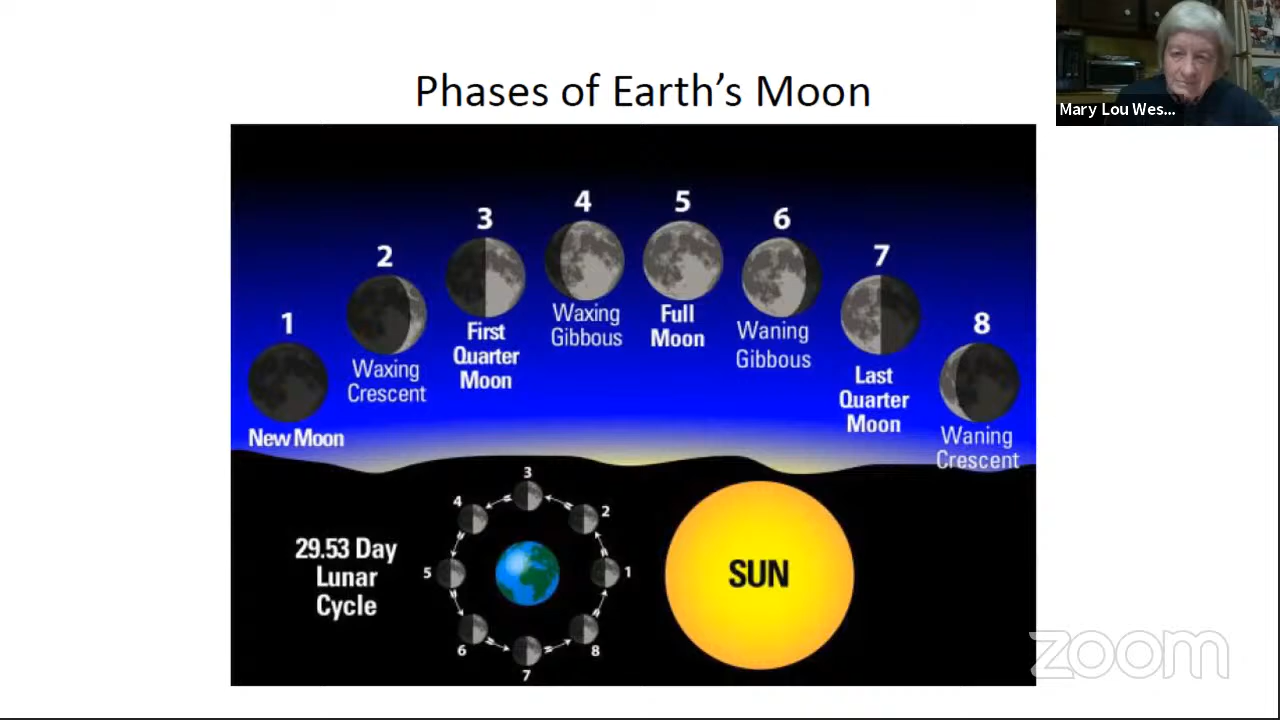 Phases of Earth's Moon
Mary Lou Wes...
1
2
3
4
5
6
7
8
New Moon
Waxing
Crescent
First
Quarter
Moon
Waxing
Gibbous
Full
Moon
Waning
Gibbous
Last
Quarter
Moon
Waning
Crescent
29.53 Day
Lunar
Cycle
3
4
2
5
1
6
8
7
SUN
zoom